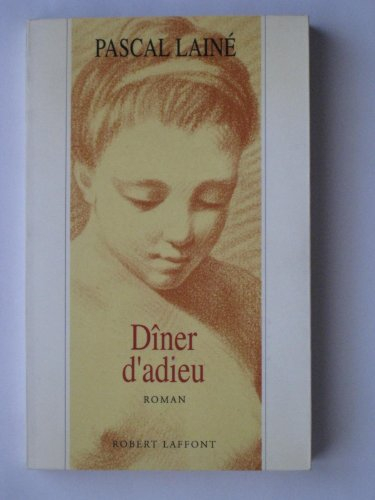 PASCAL LAINÉ
Dîner
d'adieu
ROMAN
ROBERT LAFFONT